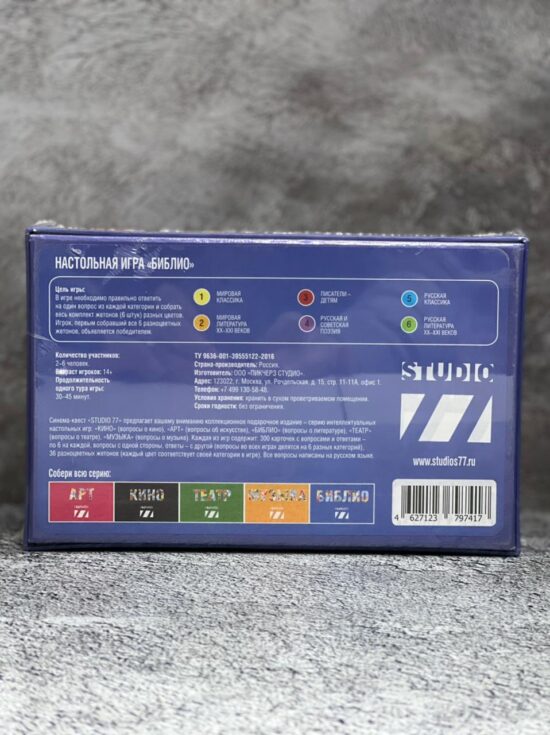 НАСТОЛЬНАЯ ИГРА «БИБЛИО»
Цель игры:
В игре необходимо правильно ответить
на один вопрос из каждой категории и собрать
весь комплект жетонов (6 штук) разных цветов.
Игрок, первым собравший все 6 разноцветных
жетонов, объявляется победителем.
1 МИРОВАЯ
КЛАССИКА
2 МИРОВАЯ
ЛИТЕРАТУРА
XX–XXI ВЕКОВ
3 ПИСАТЕЛИ –
ДЕТЯМ
4 РУССКАЯ И
СОВЕТСКАЯ
ПОЭЗИЯ
5 РУССКАЯ
КЛАССИКА
6 РУССКАЯ
ЛИТЕРАТУРА
XX–XXI ВЕКОВ
Количество участников:
2–6 человек.
Возраст игроков: 14+
Продолжительность
одного тура игры:
30–45 минут.
ТУ 9636-001-39555122-2016
Страна-производитель: Россия.
Изготовитель: ООО «ПИКЧЕРЗ СТУДИО».
Адрес: 123022, г. Москва, ул. Рочдельская, д. 15, стр. 11-11А, офис 1.
Телефон: +7 499 130-58-48.
Условия хранения: хранить в сухом проветриваемом помещении.
Сроки годности: без ограничения.
Синема-квест «STUDIO 77» предлагает вашему вниманию коллекционное подарочное издание – серию интеллектуальных
настольных игр: «КИНО» (вопросы о кино), «АРТ» (вопросы об искусстве), «БИБЛИО» (вопросы о литературе), «ТЕАТР»
(вопросы о театре), «МУЗЫКА» (вопросы о музыке). Каждая из игр содержит: 300 карточек с вопросами и ответами –
по 6 на каждой, вопросы с одной стороны, ответы – с другой (вопросы во всех играх делятся на 6 разных категорий);
36 разноцветных жетонов (каждый цвет соответствует своей категории в игре). Все вопросы написаны на русском языке.
STUDIO
77
www.studios77.ru
Собери всю серию:
АРТ
КИНО
ТЕАТР
МУЗЫКА
БИБЛИО
4 627123 797417